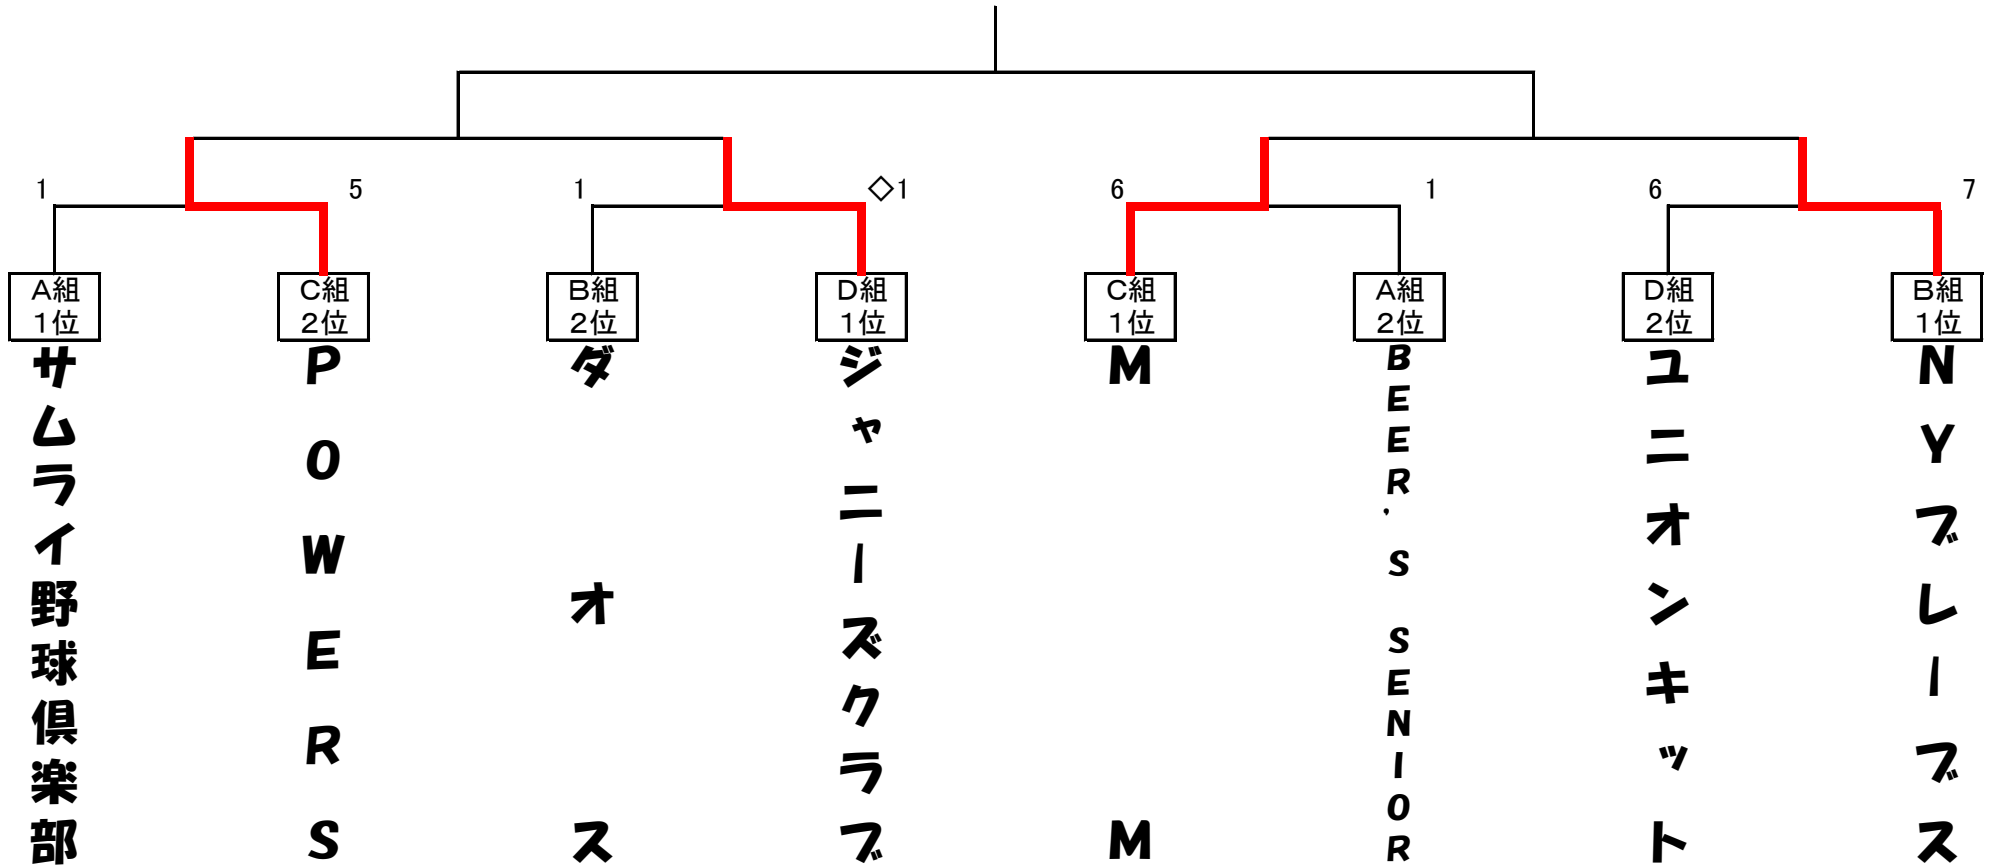 1 5 1 ◇1 6 1 6 7
A組 C組 B組 D組 C組 A組 D組 B組
1位 2位 2位 1位 1位 2位 2位 1位
サムライ野球倶楽部
POWERS
ダオス
ジャニーズクラブ
MM
BEER'S SENIOR
ユニオンキット
NYブレーブス